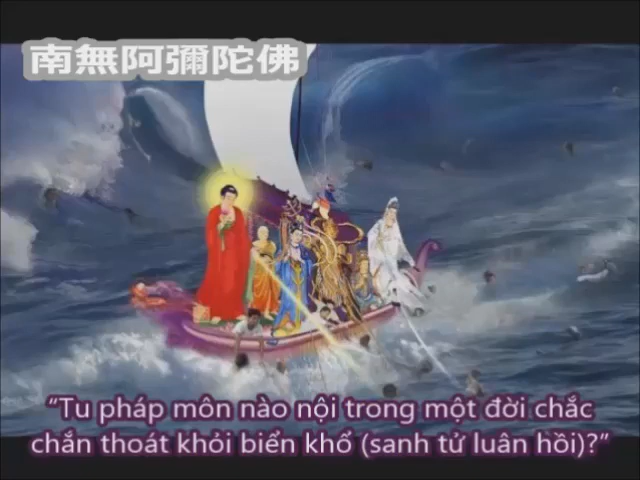 南無阿彌陀佛
“Tu pháp môn nào nội trong một đời chắc
chắn thoát khỏi biển khổ (sanh tử luân hồi)?”